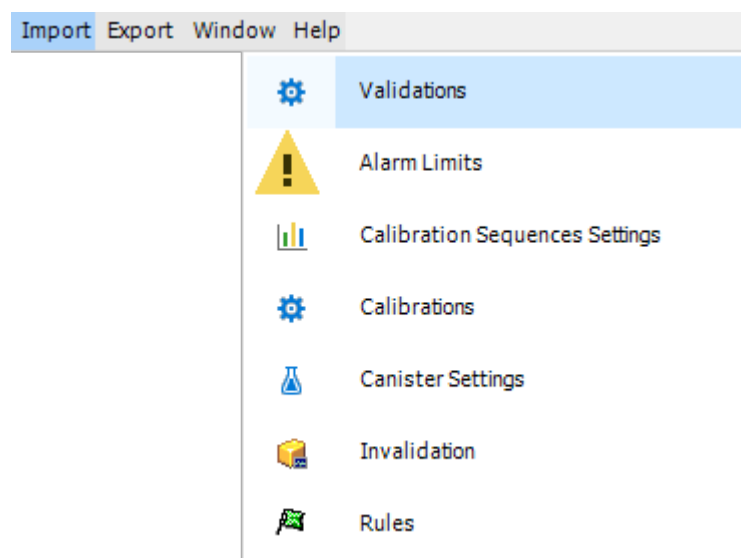 Import Export Window Help
Validations
Alarm Limits
Calibration Sequences Settings
Calibrations
Canister Settings
Invalidation
Rules